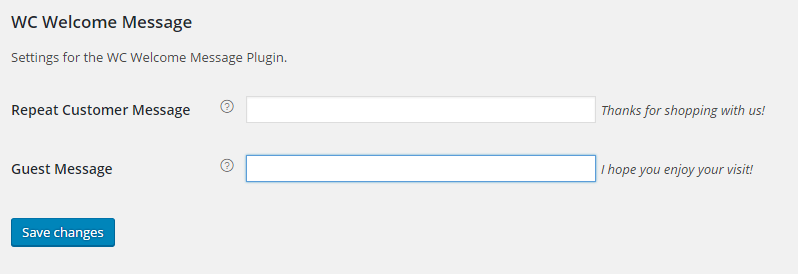 WC Welcome Message
Settings for the WC Welcome Message Plugin.
Repeat Customer Message ? Thanks for shopping with us!
Guest Message ? I hope you enjoy your visit!
Save changes